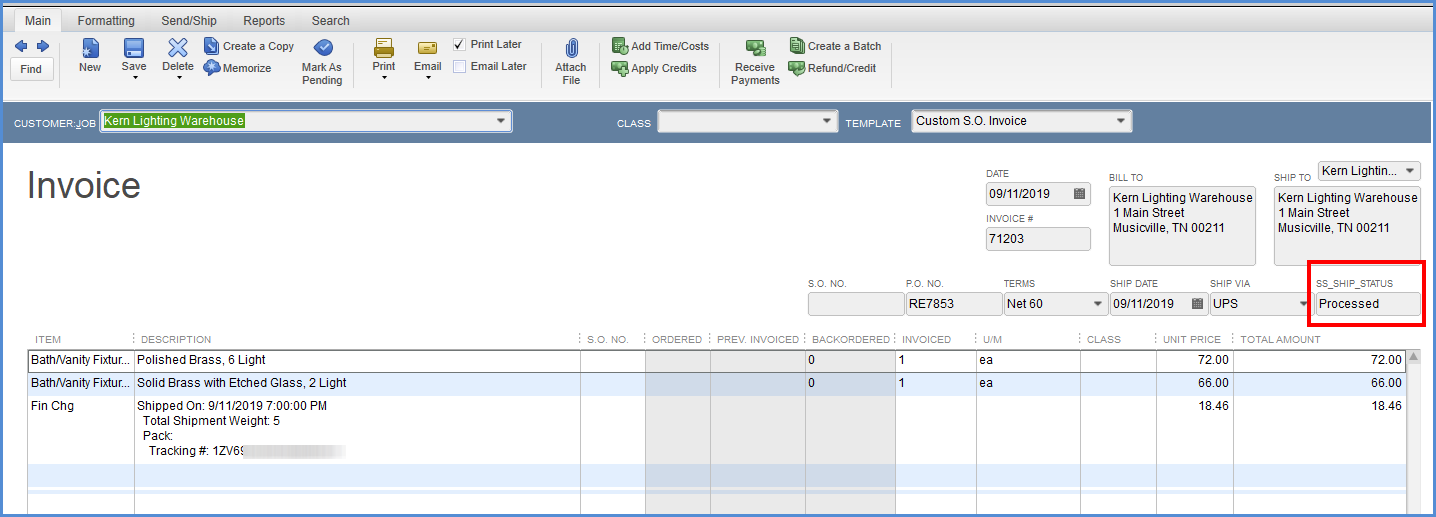 Main Formatting Send/Ship Reports Search
Find
New
Save
Delete
Create a Copy
Memorize
Mark As
Pending
Print
Email
Print Later
Email Later
Attach
File
Add Time/Costs
Apply Credits
Receive
Payments
Create a Batch
Refund/Credit
CUSTOMER:JOB Kern Lighting Warehouse CLASS TEMPLATE Custom S.O. Invoice
Invoice
DATE
09/11/2019
INVOICE #
71203
BILL TO
Kern Lighting Warehouse
1 Main Street
Musicville, TN 00211
SHIP TO Kern Lightin...
Kern Lighting Warehouse
1 Main Street
Musicville, TN 00211
S.O. NO. P.O. NO. TERMS SHIP DATE SHIP VIA SS_SHIP_STATUS
RE7853 Net 60 09/11/2019 UPS Processed
ITEM DESCRIPTION S.O. NO. ORDERED PREV. INVOICED BACKORDERED INVOICED U/M CLASS UNIT PRICE TOTAL AMOUNT
Bath/Vanity Fixtur... Polished Brass, 6 Light 0 1 ea 72.00 72.00
Bath/Vanity Fixtur... Solid Brass with Etched Glass, 2 Light 0 1 ea 66.00 66.00
Fin Chg Shipped On: 9/11/2019 7:00:00 PM 18.46 18.46
Total Shipment Weight: 5
Pack:
Tracking #: 1ZV69